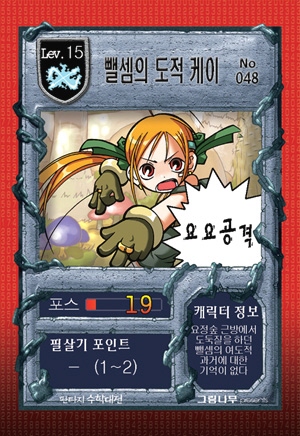 Lev.15
뺄셈의 도적 케이
No
048
요요공격
포스 19
필살기 포인트
– (1~2)
캐릭터 정보
요정숲 근방에서
도둑질을 하던
뺄셈의 여도적
과거에 대한
기억이 없다
판타지 수학대전
그림나무 presents